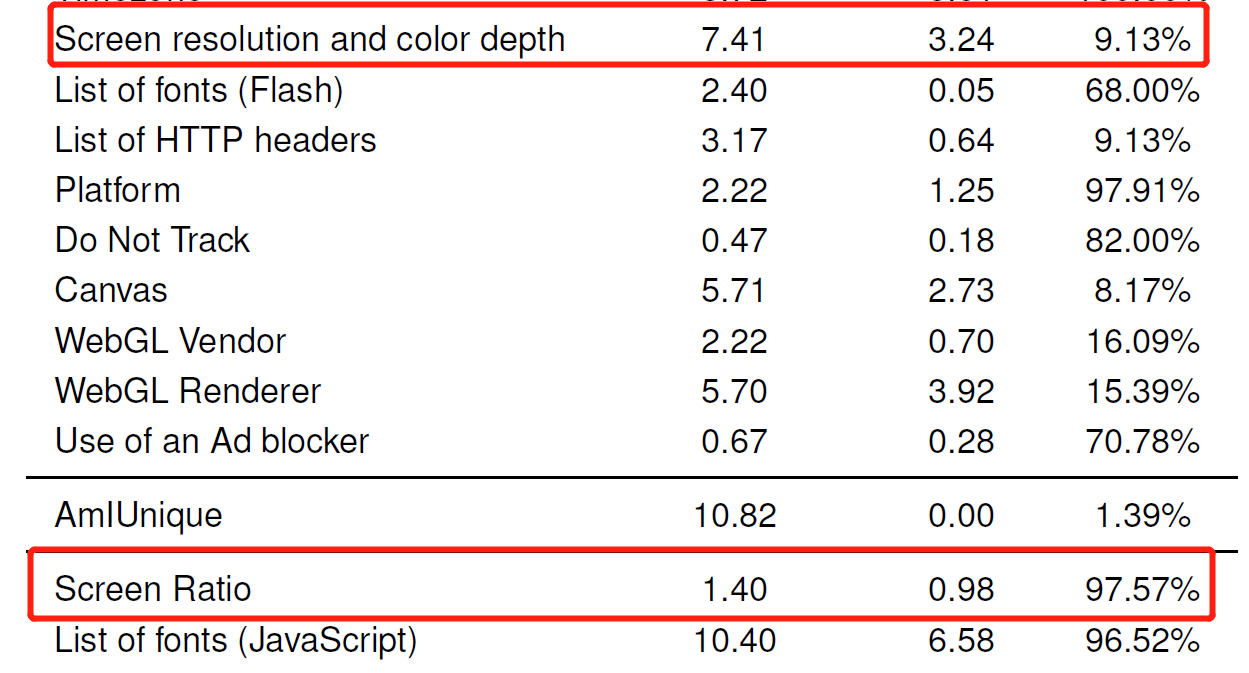 Screen resolution and color depth 7.41 3.24 9.13%
List of fonts (Flash) 2.40 0.05 68.00%
List of HTTP headers 3.17 0.64 9.13%
Platform 2.22 1.25 97.91%
Do Not Track 0.47 0.18 82.00%
Canvas 5.71 2.73 8.17%
WebGL Vendor 2.22 0.70 16.09%
WebGL Renderer 5.70 3.92 15.39%
Use of an Ad blocker 0.67 0.28 70.78%
AmIUnique 10.82 0.00 1.39%
Screen Ratio 1.40 0.98 97.57%
List of fonts (JavaScript) 10.40 6.58 96.52%